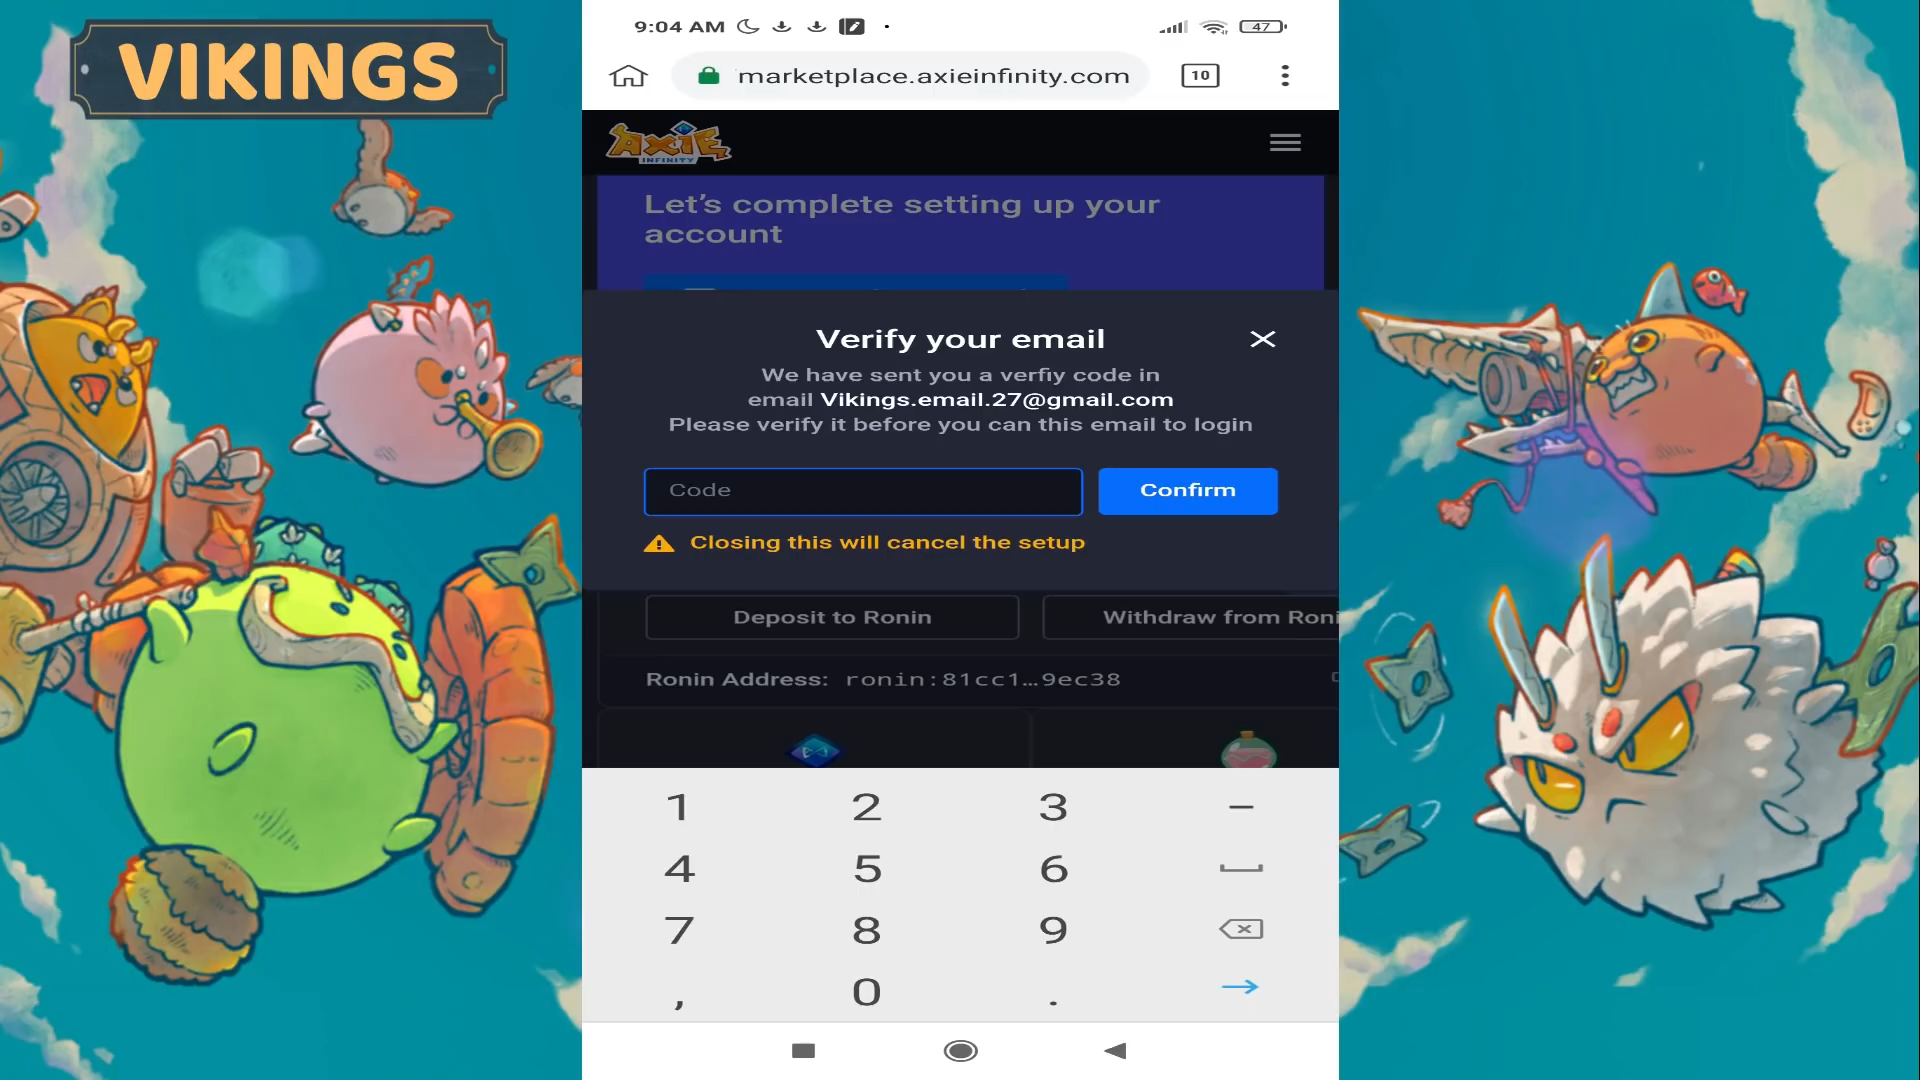 VIKINGS
9:04 AM
47
marketplace.axieinfinity.com
10
AXIE
INFINITY
Let's complete setting up your
account
Verify your email
We have sent you a verfiy code in
email Vikings.email.27@gmail.com
Please verify it before you can this email to login
Code
Confirm
Closing this will cancel the setup
Deposit to Ronin
Withdraw from Roni
Ronin Address: ronin:81cc1...9ec38
1 2 3 -
4 5 6
7 8 9
, 0 .